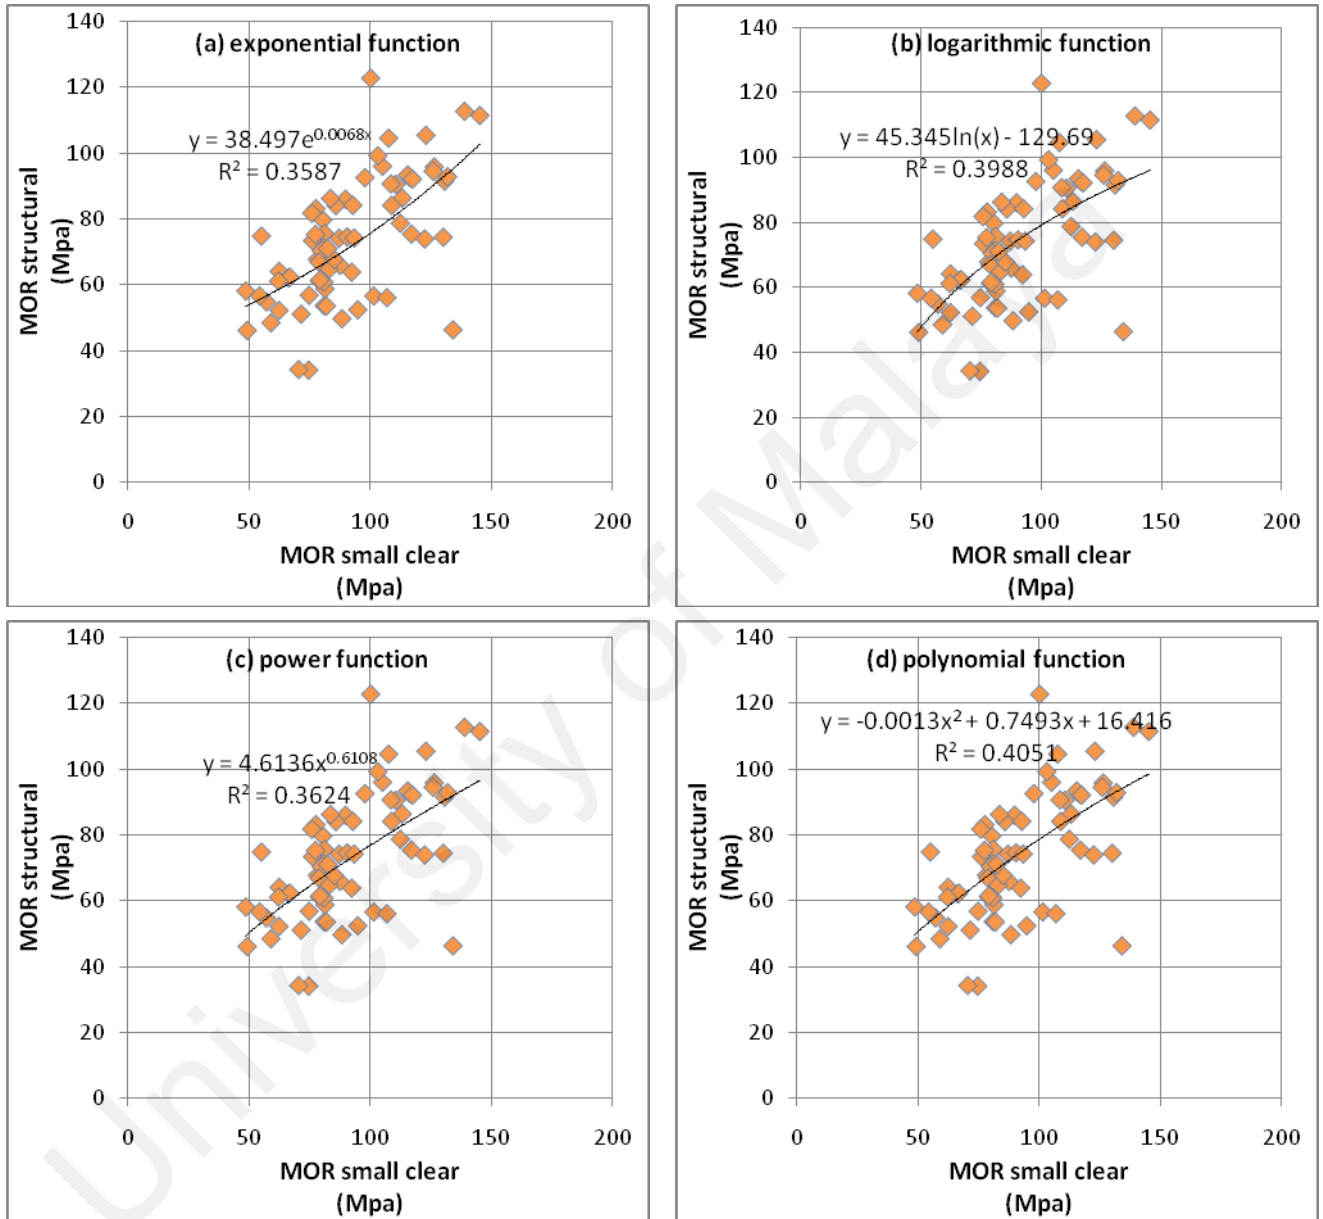 (a) exponential function
140
120
100
80
60
40
20
0
y = 38.497e^0.0068x
R² = 0.3587
MOR structural
(Mpa)
0 50 100 150 200
MOR small clear
(Mpa)
(b) logarithmic function
140
120
100
80
60
40
20
0
y = 45.345ln(x) - 129.69
R² = 0.3988
MOR structural
(Mpa)
0 50 100 150 200
MOR small clear
(Mpa)
(c) power function
140
120
100
80
60
40
20
0
y = 4.6136x^0.6108
R² = 0.3624
MOR structural
(Mpa)
0 50 100 150 200
MOR small clear
(Mpa)
(d) polynomial function
140
120
100
80
60
40
20
0
y = -0.0013x² + 0.7493x + 16.416
R² = 0.4051
MOR structural
(Mpa)
0 50 100 150 200
MOR small clear
(Mpa)
University of Malaya